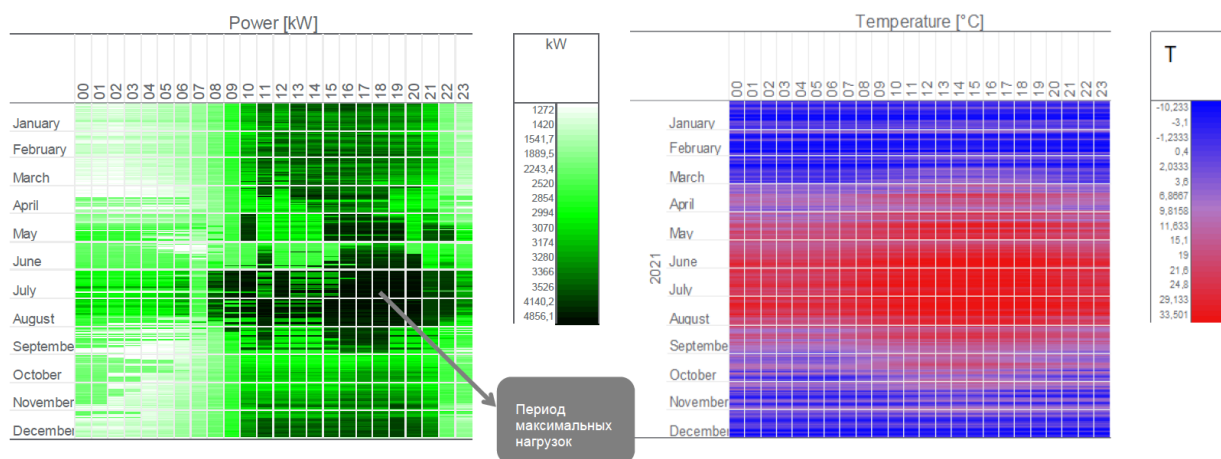 Power [kW]
00 01 02 03 04 05 06 07 08 09 10 11 12 13 14 15 16 17 18 19 20 21 22 23
January
February
March
April
May
June
July
August
September
October
November
December
kW
1272
1420
1541,7
1889,5
2243,4
2520
2854
2994
3070
3174
3280
3366
3526
4140,2
4856,1
Период
максимальных
нагрузок
Temperature [°C]
00 01 02 03 04 05 06 07 08 09 10 11 12 13 14 15 16 17 18 19 20 21 22 23
2021
January
February
March
April
May
June
July
August
September
October
November
December
T
-10,233
-3,1
-1,2333
0,4
2,0333
3,6
6,8667
9,8158
11,633
15,1
19
21,6
24,8
29,133
33,501